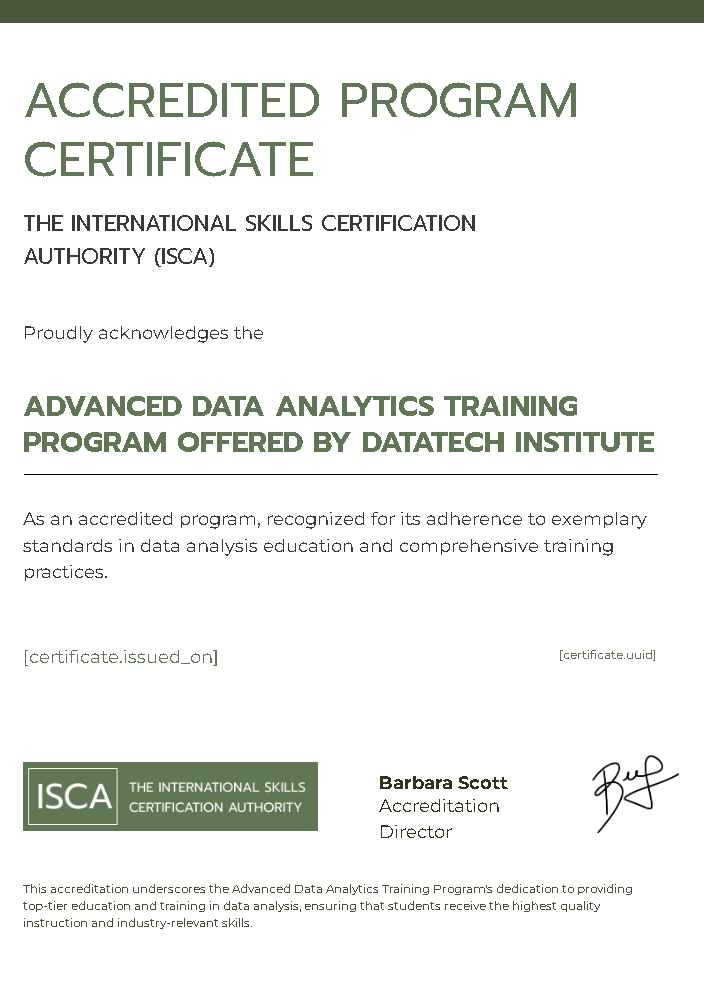 ACCREDITED PROGRAM
CERTIFICATE
THE INTERNATIONAL SKILLS CERTIFICATION
AUTHORITY (ISCA)
Proudly acknowledges the
ADVANCED DATA ANALYTICS TRAINING
PROGRAM OFFERED BY DATATECH INSTITUTE
As an accredited program, recognized for its adherence to exemplary
standards in data analysis education and comprehensive training
practices.
[certificate.issued_on]
[certificate.uuid]
ISCA
THE INTERNATIONAL SKILLS
CERTIFICATION AUTHORITY
Barbara Scott
Accreditation
Director
This accreditation underscores the Advanced Data Analytics Training Program's dedication to providing
top-tier education and training in data analysis, ensuring that students receive the highest quality
instruction and industry-relevant skills.